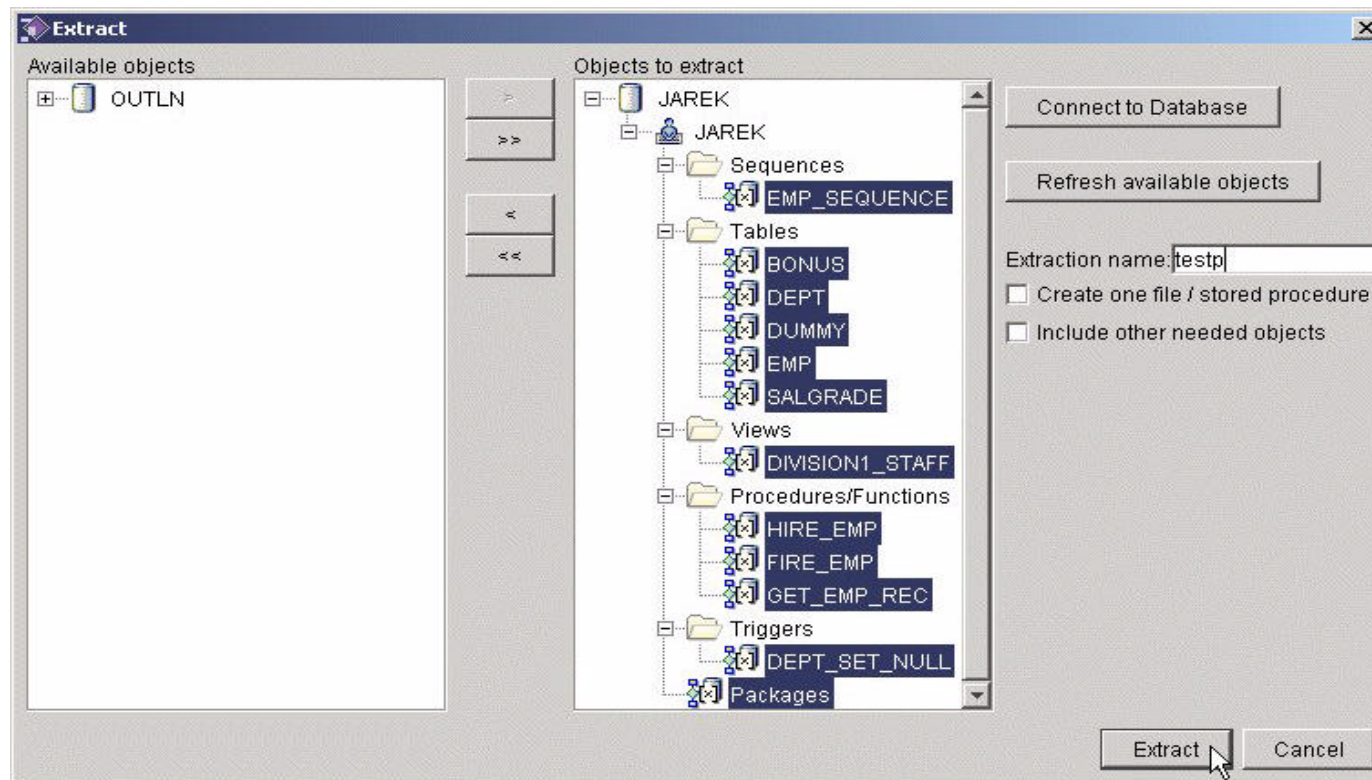 Extract
Available objects
OUTLN
>
>>
<
<<
Objects to extract
JAREK
JAREK
Sequences
EMP_SEQUENCE
Tables
BONUS
DEPT
DUMMY
EMP
SALGRADE
Views
DIVISION1_STAFF
Procedures/Functions
HIRE_EMP
FIRE_EMP
GET_EMP_REC
Triggers
DEPT_SET_NULL
Packages
Connect to Database
Refresh available objects
Extraction name: testp
Create one file / stored procedure
Include other needed objects
Extract
Cancel